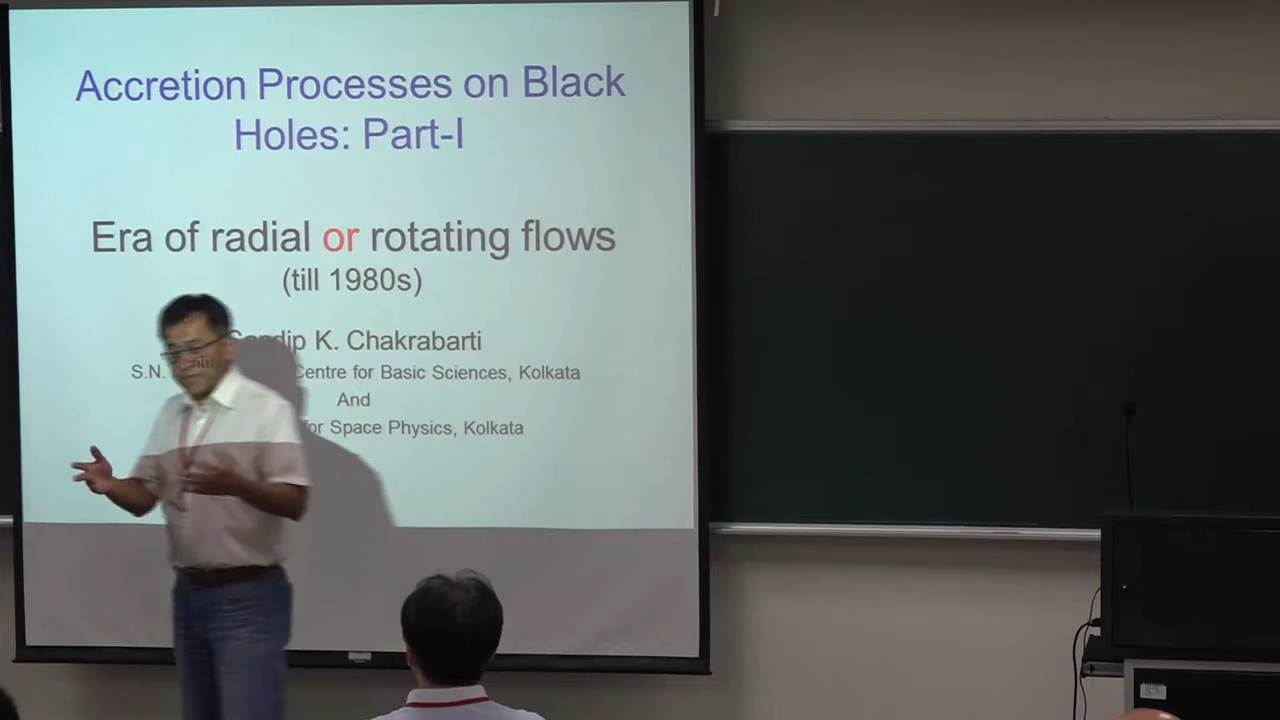 Accretion Processes on Black
Holes: Part-I
Era of radial or rotating flows
(till 1980s)
K. Chakrabarti
S.N. Centre for Basic Sciences, Kolkata
And
for Space Physics, Kolkata